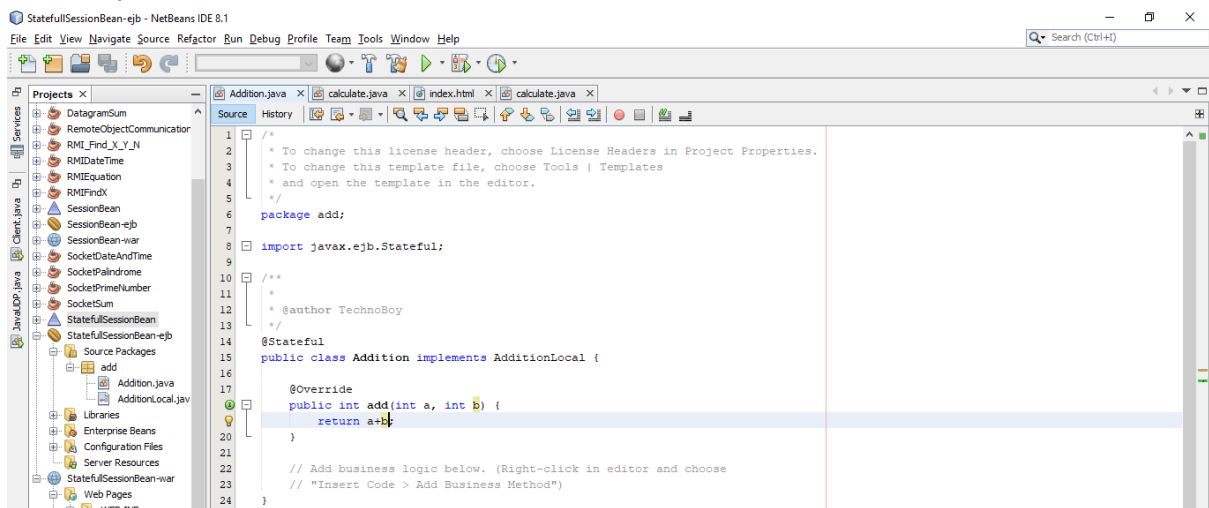 StatefullSessionBean-ejb - NetBeans IDE 8.1
File Edit View Navigate Source Refactor Run Debug Profile Team Tools Window Help
Search (Ctrl+I)
Projects
Addition.java calculate.java index.html calculate.java
Source History
Services
Client.java
JavaUDP.java
DatagramSum
RemoteObjectCommunication
RMI_Find_X_Y_N
RMIDateTime
RMIEquation
RMIFindX
SessionBean
SessionBean-ejb
SessionBean-war
SocketDateAndTime
SocketPalindrome
SocketPrimeNumber
SocketSum
StatefullSessionBean
StatefullSessionBean-ejb
Source Packages
add
Addition.java
AdditionLocal.jav
Libraries
Enterprise Beans
Configuration Files
Server Resources
StatefullSessionBean-war
Web Pages
1 /*
2 * To change this license header, choose License Headers in Project Properties.
3 * To change this template file, choose Tools | Templates
4 * and open the template in the editor.
5 */
6 package add;
7
8 import javax.ejb.Stateful;
9
10 /**
11 *
12 * @author TechnoBoy
13 */
14 @Stateful
15 public class Addition implements AdditionLocal {
16
17 @Override
public int add(int a, int b) {
return a+b;
20 }
21
22 // Add business logic below. (Right-click in editor and choose
23 // "Insert Code > Add Business Method")
24 }